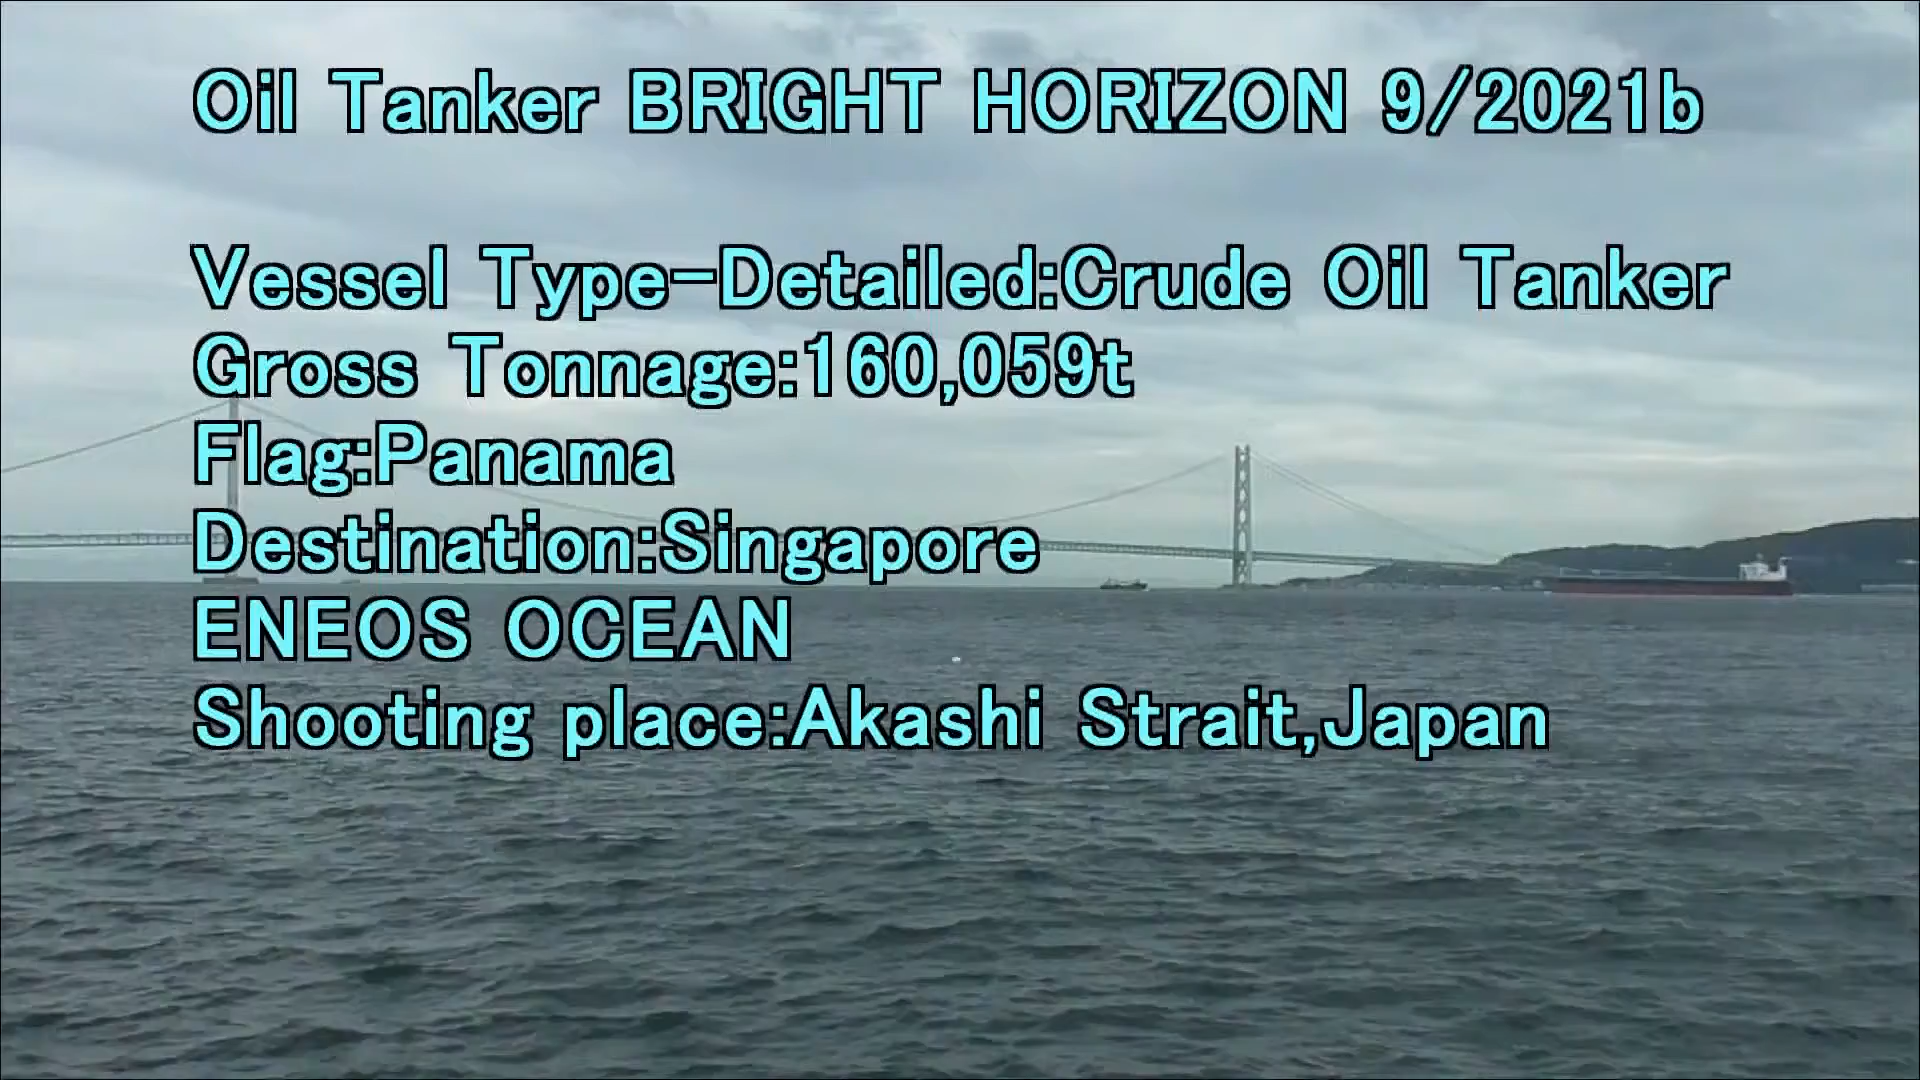 Oil Tanker BRIGHT HORIZON 9/2021b
Vessel Type-Detailed:Crude Oil Tanker
Gross Tonnage:160,059t
Flag:Panama
Destination:Singapore
ENEOS OCEAN
Shooting place:Akashi Strait,Japan